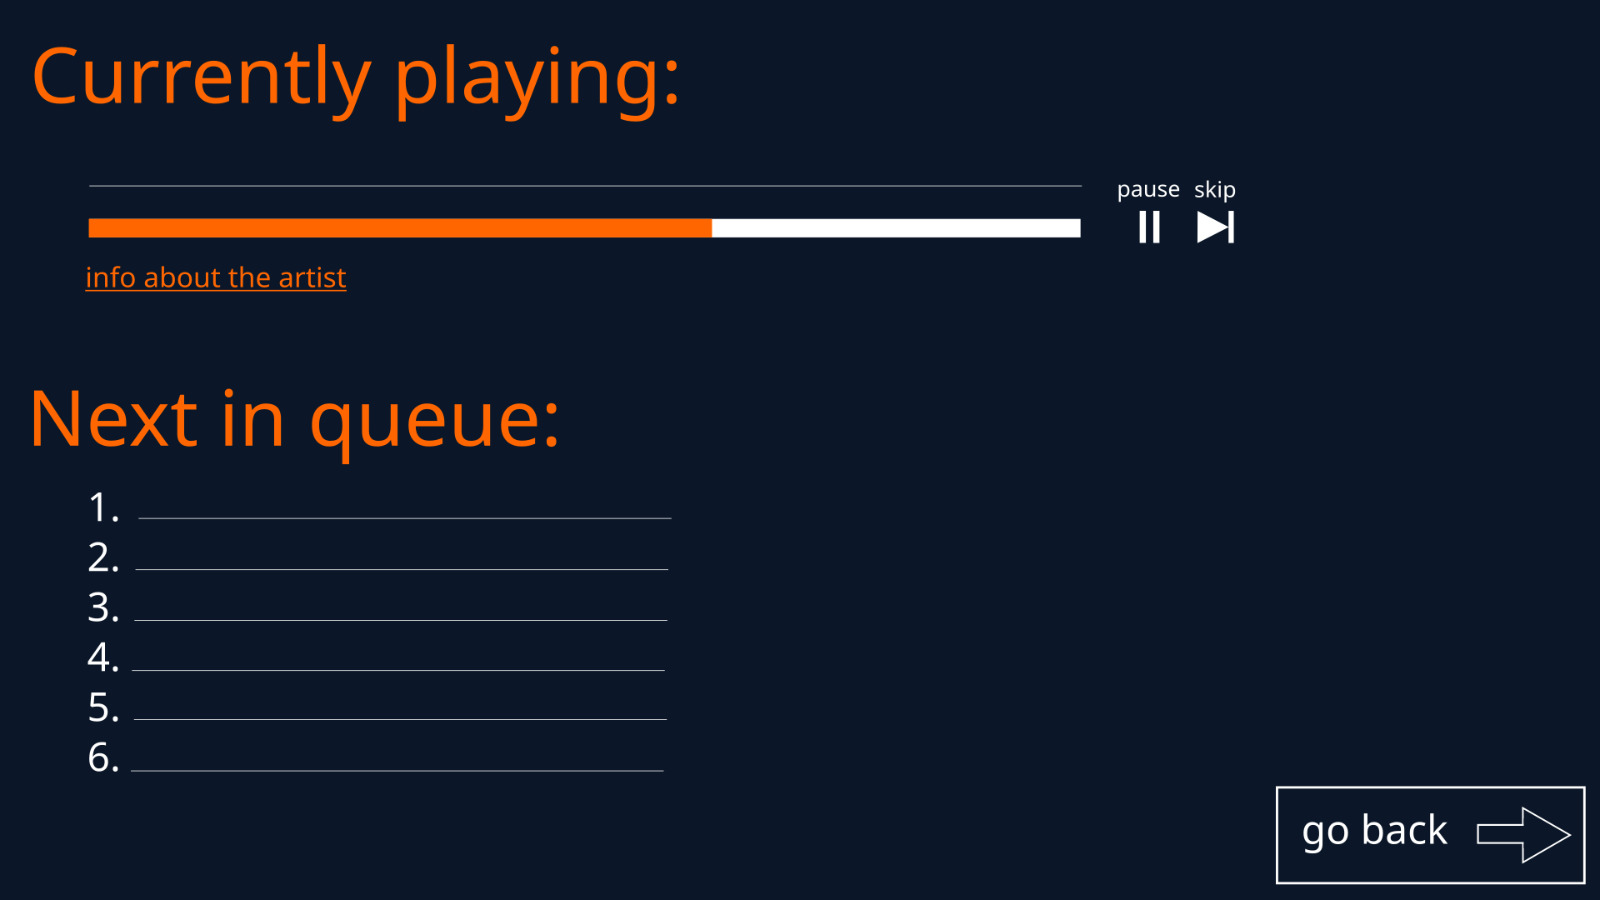 Currently playing:
pause skip
info about the artist
Next in queue:
1.
2.
3.
4.
5.
6.
go back